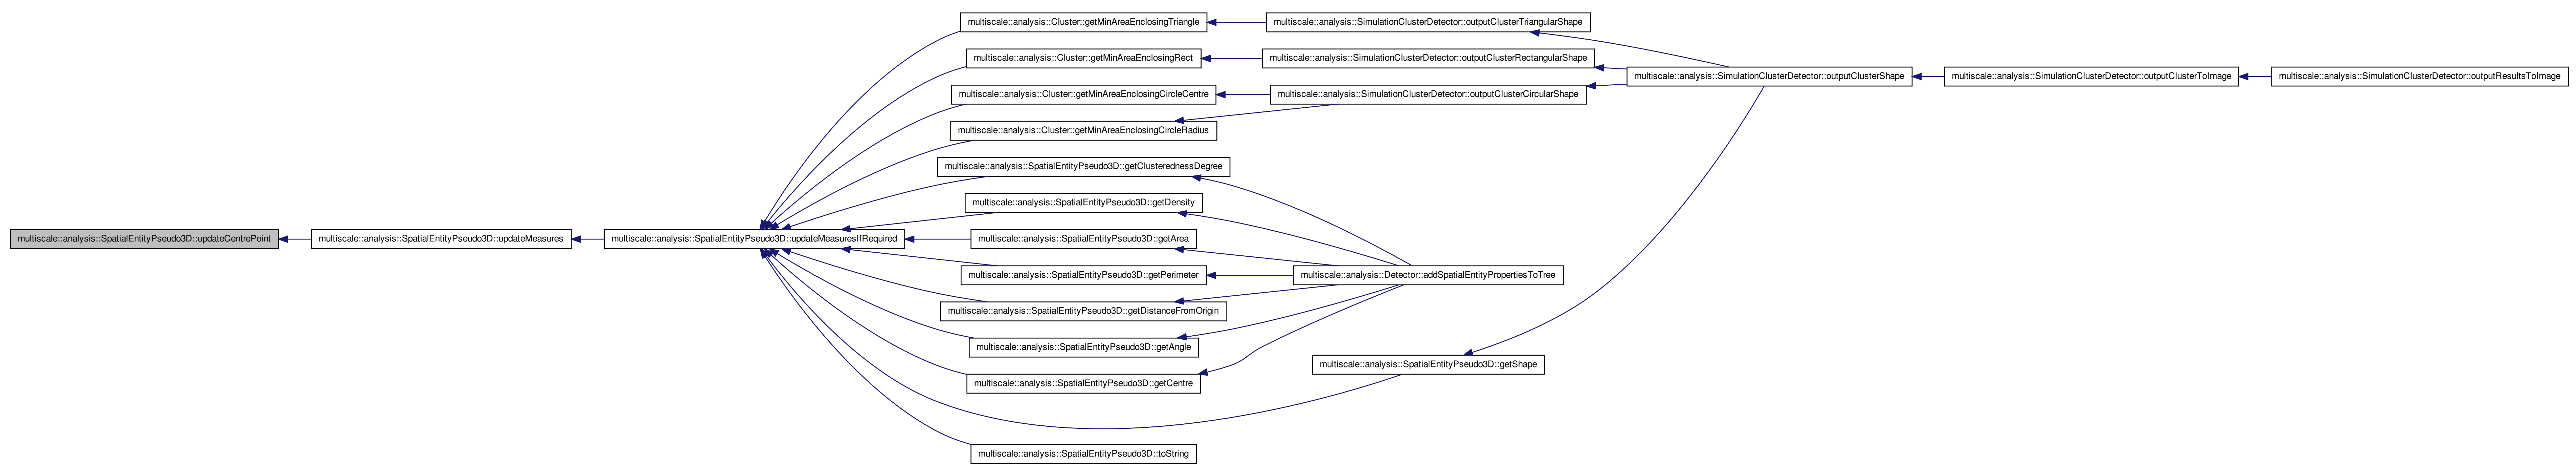 multiscale::analysis::Cluster::getMinAreaEnclosingTriangle
multiscale::analysis::SimulationClusterDetector::outputClusterTriangularShape
multiscale::analysis::Cluster::getMinAreaEnclosingRect
multiscale::analysis::SimulationClusterDetector::outputClusterRectangularShape
multiscale::analysis::SimulationClusterDetector::outputClusterShape
multiscale::analysis::SimulationClusterDetector::outputClusterToImage
multiscale::analysis::SimulationClusterDetector::outputResultsToImage
multiscale::analysis::Cluster::getMinAreaEnclosingCircleCentre
multiscale::analysis::SimulationClusterDetector::outputClusterCircularShape
multiscale::analysis::Cluster::getMinAreaEnclosingCircleRadius
multiscale::analysis::SpatialEntityPseudo3D::getClusterednessDegree
multiscale::analysis::SpatialEntityPseudo3D::getDensity
multiscale::analysis::SpatialEntityPseudo3D::updateCentrePoint
multiscale::analysis::SpatialEntityPseudo3D::updateMeasures
multiscale::analysis::SpatialEntityPseudo3D::updateMeasuresIfRequired
multiscale::analysis::SpatialEntityPseudo3D::getArea
multiscale::analysis::SpatialEntityPseudo3D::getPerimeter
multiscale::analysis::Detector::addSpatialEntityPropertiesToTree
multiscale::analysis::SpatialEntityPseudo3D::getDistanceFromOrigin
multiscale::analysis::SpatialEntityPseudo3D::getAngle
multiscale::analysis::SpatialEntityPseudo3D::getShape
multiscale::analysis::SpatialEntityPseudo3D::getCentre
multiscale::analysis::SpatialEntityPseudo3D::toString